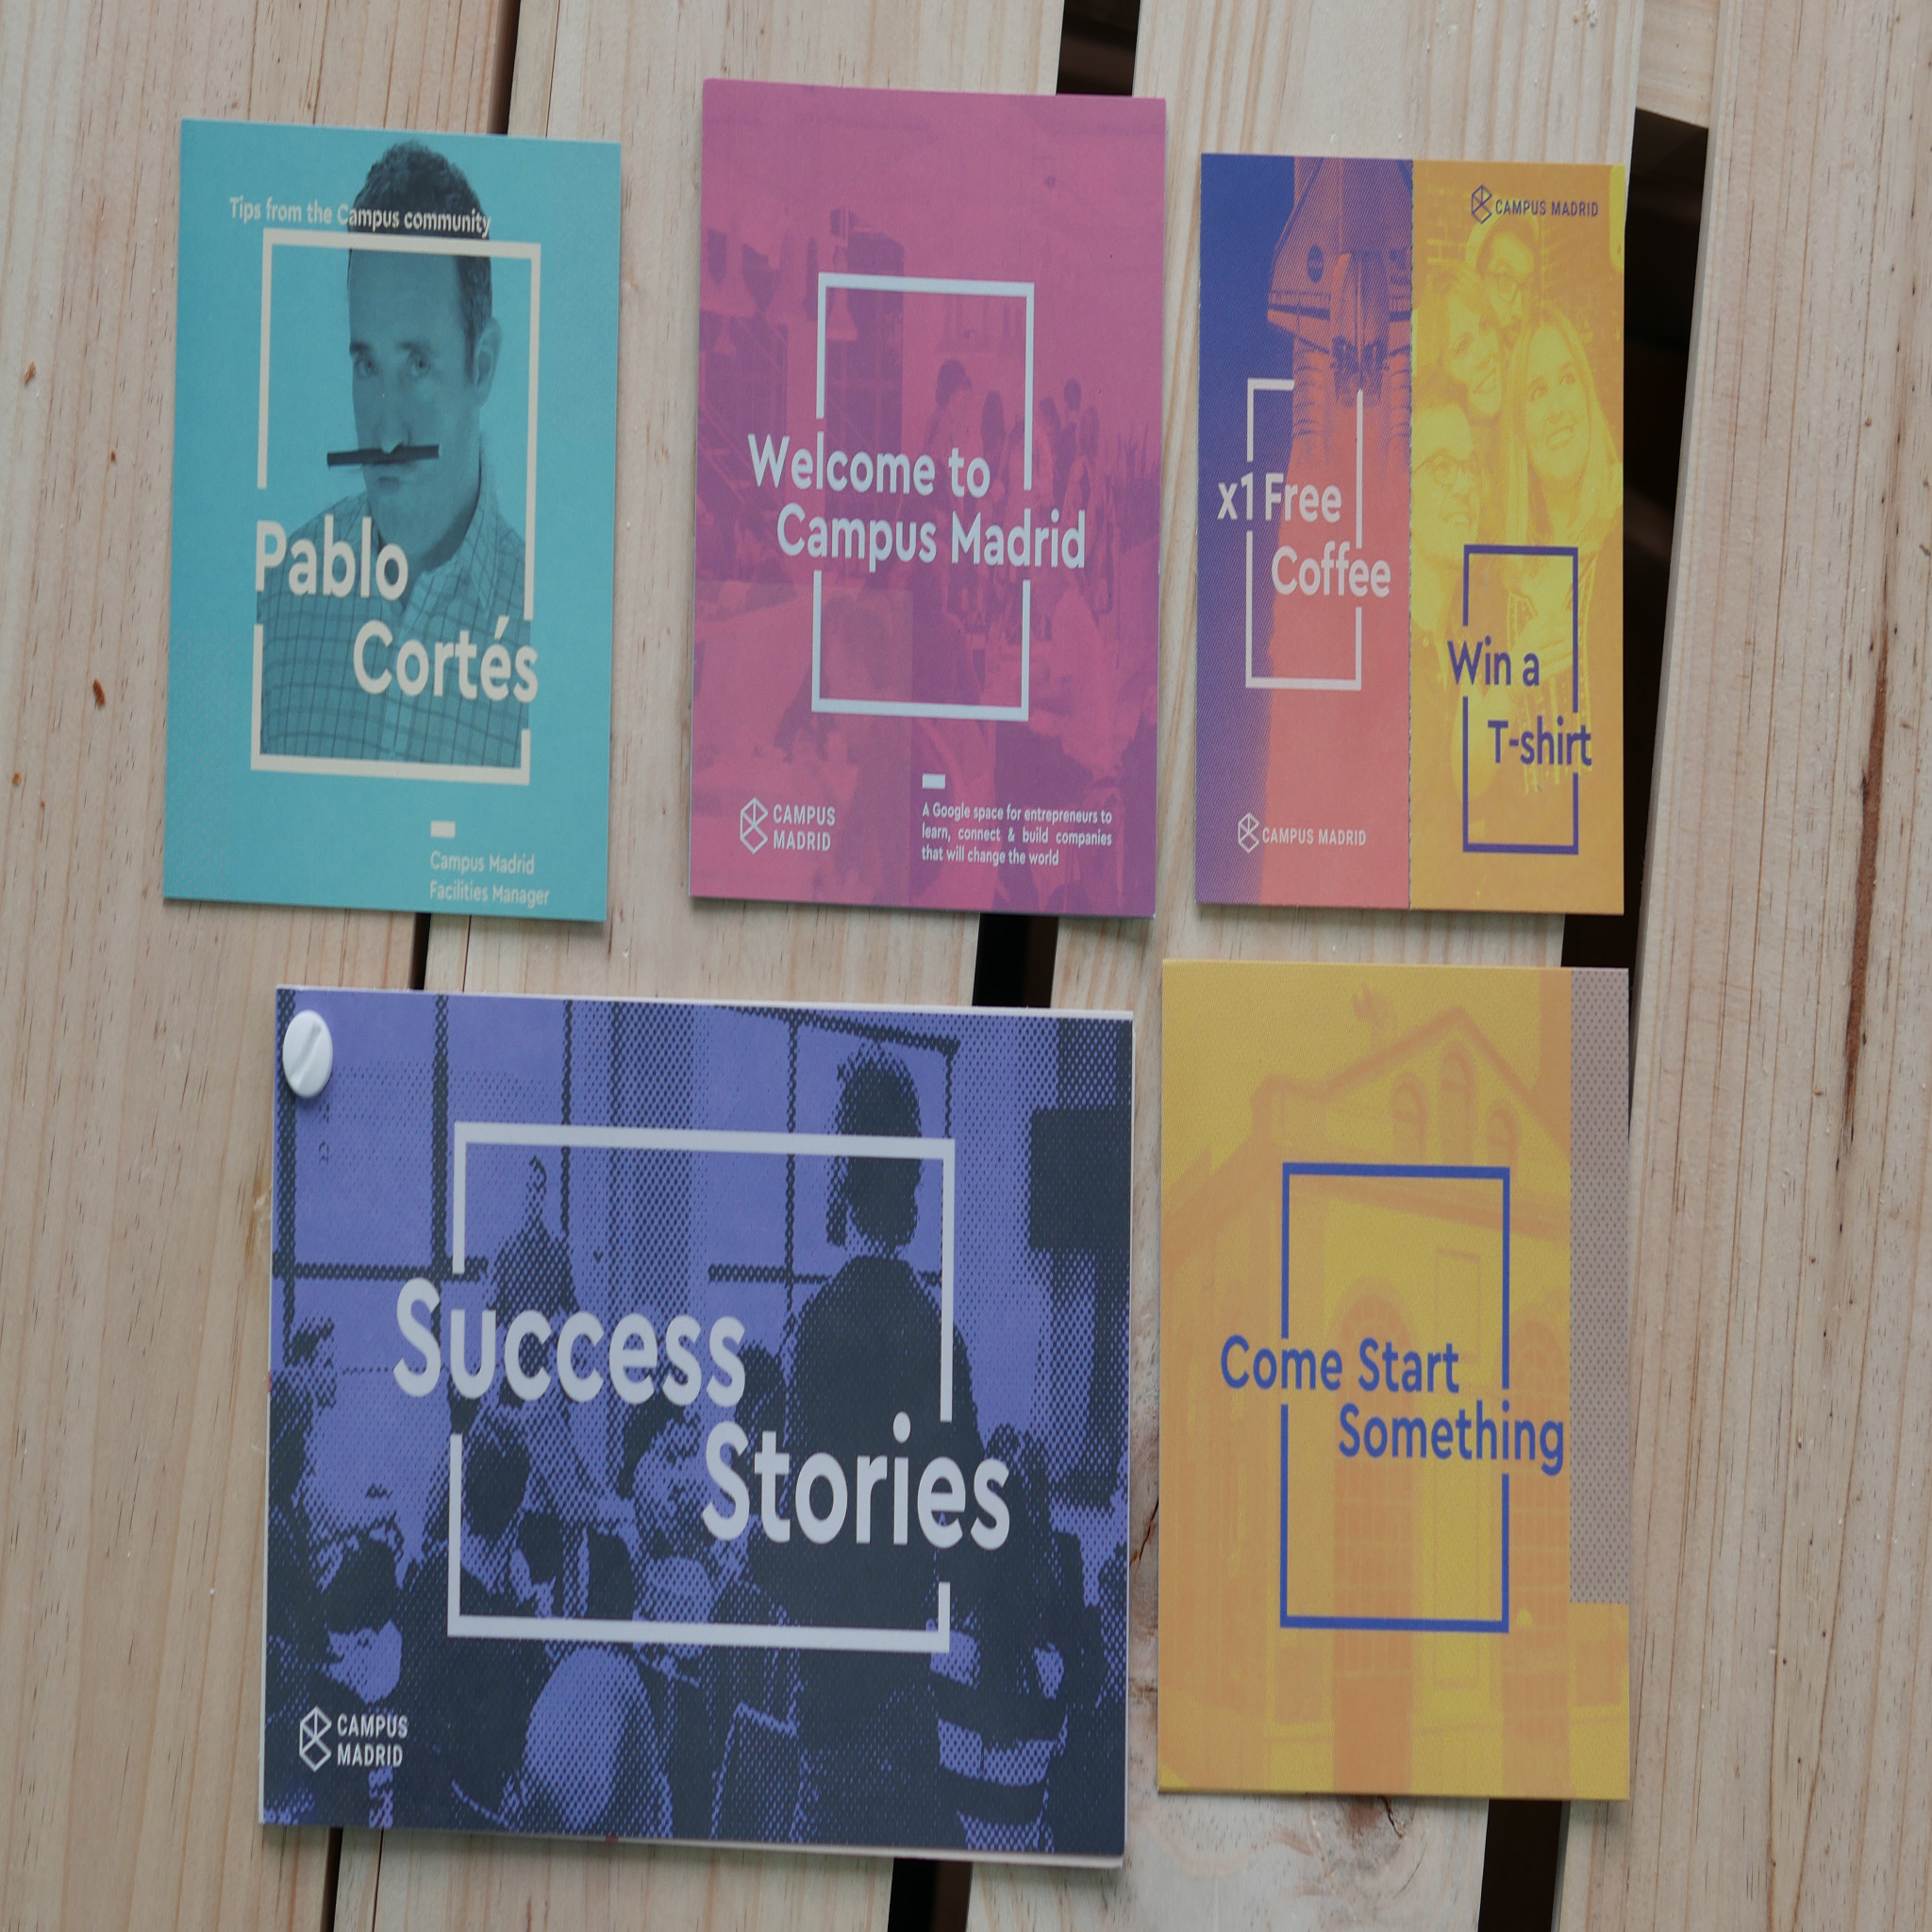 Tips from the Campus community
Pablo
Cortés
Campus Madrid
Facilities Manager
Welcome to
Campus Madrid
CAMPUS
MADRID
A Google space for entrepreneurs to
learn, connect & build companies
that will change the world
x1 Free
Coffee
CAMPUS MADRID
CAMPUS MADRID
Win a
T-shirt
Success
Stories
CAMPUS
MADRID
Come Start
Something